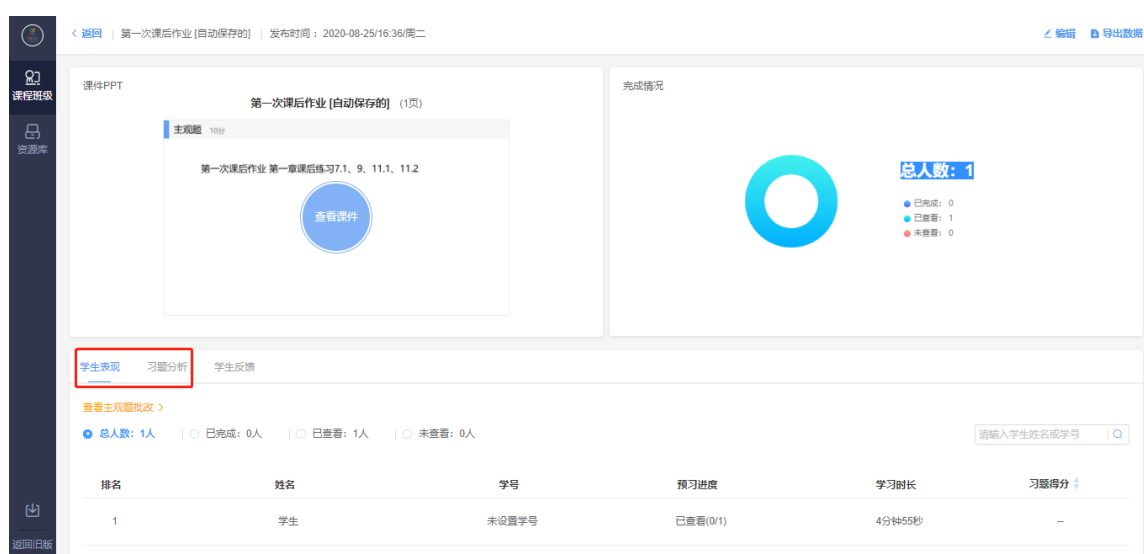 < 返回 | 第一次课后作业 [自动保存的] | 发布时间：2020-08-25/16:36/周二
编辑 导出数据
课程班级
资源库
返回旧版
课件PPT
第一次课后作业 [自动保存的] (1页)
主观题 10分
第一次课后作业 第一章课后练习7.1、9、11.1、11.2
查看课件
完成情况
总人数：1
已完成：0
已查看：1
未查看：0
学生表现 习题分析 学生反馈
查看主观题批改 >
总人数：1人 | 已完成：0人 | 已查看：1人 | 未查看：0人
请输入学生姓名或学号
排名 姓名 学号 预习进度 学习时长 习题得分
1 学生 未设置学号 已查看(0/1) 4分钟55秒 --